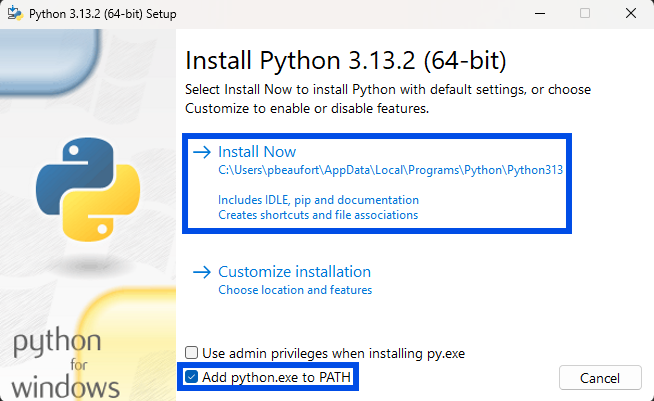 Python 3.13.2 (64-bit) Setup
Install Python 3.13.2 (64-bit)
Select Install Now to install Python with default settings, or choose
Customize to enable or disable features.
Install Now
C:\Users\pbeaufort\AppData\Local\Programs\Python\Python313
Includes IDLE, pip and documentation
Creates shortcuts and file associations
Customize installation
Choose location and features
python
for
windows
Use admin privileges when installing py.exe
Add python.exe to PATH
Cancel